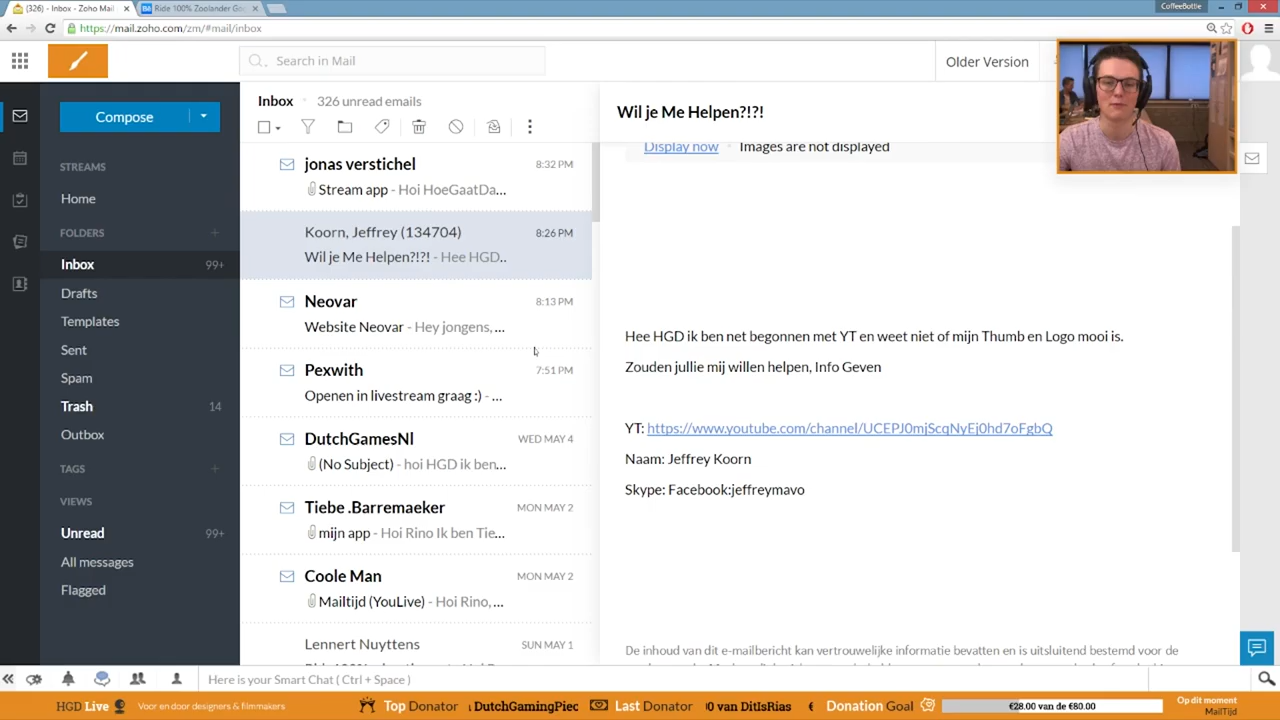 (326) - Inbox - Zoho Mail
Ride 100% Zoolander Go
CoffeeBottle
https://mail.zoho.com/zm/#mail/inbox
Search in Mail
Older Version
Compose
STREAMS
Home
FOLDERS
Inbox 99+
Drafts
Templates
Sent
Spam
Trash 14
Outbox
TAGS
VIEWS
Unread 99+
All messages
Flagged
Inbox 326 unread emails
jonas verstichel 8:32 PM
Stream app - Hoi HoeGaatDa...
Koorn, Jeffrey (134704) 8:26 PM
Wil je Me Helpen?!?! - Hee HGD..
Neovar 8:13 PM
Website Neovar - Hey jongens, ...
Pexwith 7:51 PM
Openen in livestream graag :) - ...
DutchGamesNl WED MAY 4
(No Subject) - hoi HGD ik ben...
Tiebe .Barremaeker MON MAY 2
mijn app - Hoi Rino Ik ben Tie...
Coole Man MON MAY 2
Mailtijd (YouLive) - Hoi Rino, ...
Lennert Nuyttens SUN MAY 1
Wil je Me Helpen?!?!
Display now · Images are not displayed
Hee HGD ik ben net begonnen met YT en weet niet of mijn Thumb en Logo mooi is.
Zouden jullie mij willen helpen, Info Geven
YT: https://www.youtube.com/channel/UCEPJ0mjScqNyEj0hd7oFgbQ
Naam: Jeffrey Koorn
Skype: Facebook:jeffreymavo
De inhoud van dit e-mailbericht kan vertrouwelijke informatie bevatten en is uitsluitend bestemd voor de
Here is your Smart Chat ( Ctrl + Space )
HGD Live
Voor en door designers & filmmakers
Top Donator
DutchGamingPiec
Last Donator
0 van DitIsRias
€
Donation Goal
€28.00 van de €80.00
Op dit moment
MailTijd